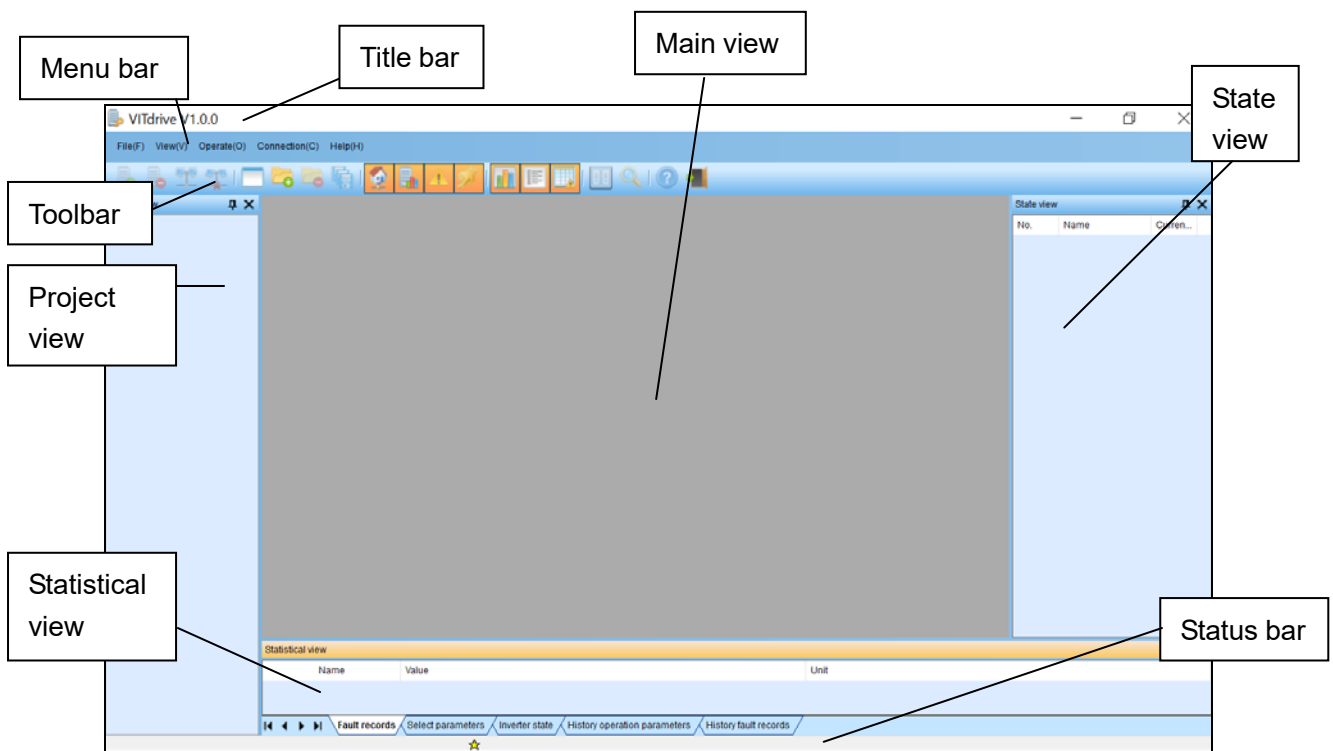 Main view
Title bar
Menu bar
State
view
VITdrive V1.0.0
File(F) View(V) Operate(O) Connection(C) Help(H)
Toolbar
State view
No. Name Curren...
Project
view
Statistical
view
Status bar
Statistical view
Name Value Unit
Fault records Select parameters Inverter state History operation parameters History fault records